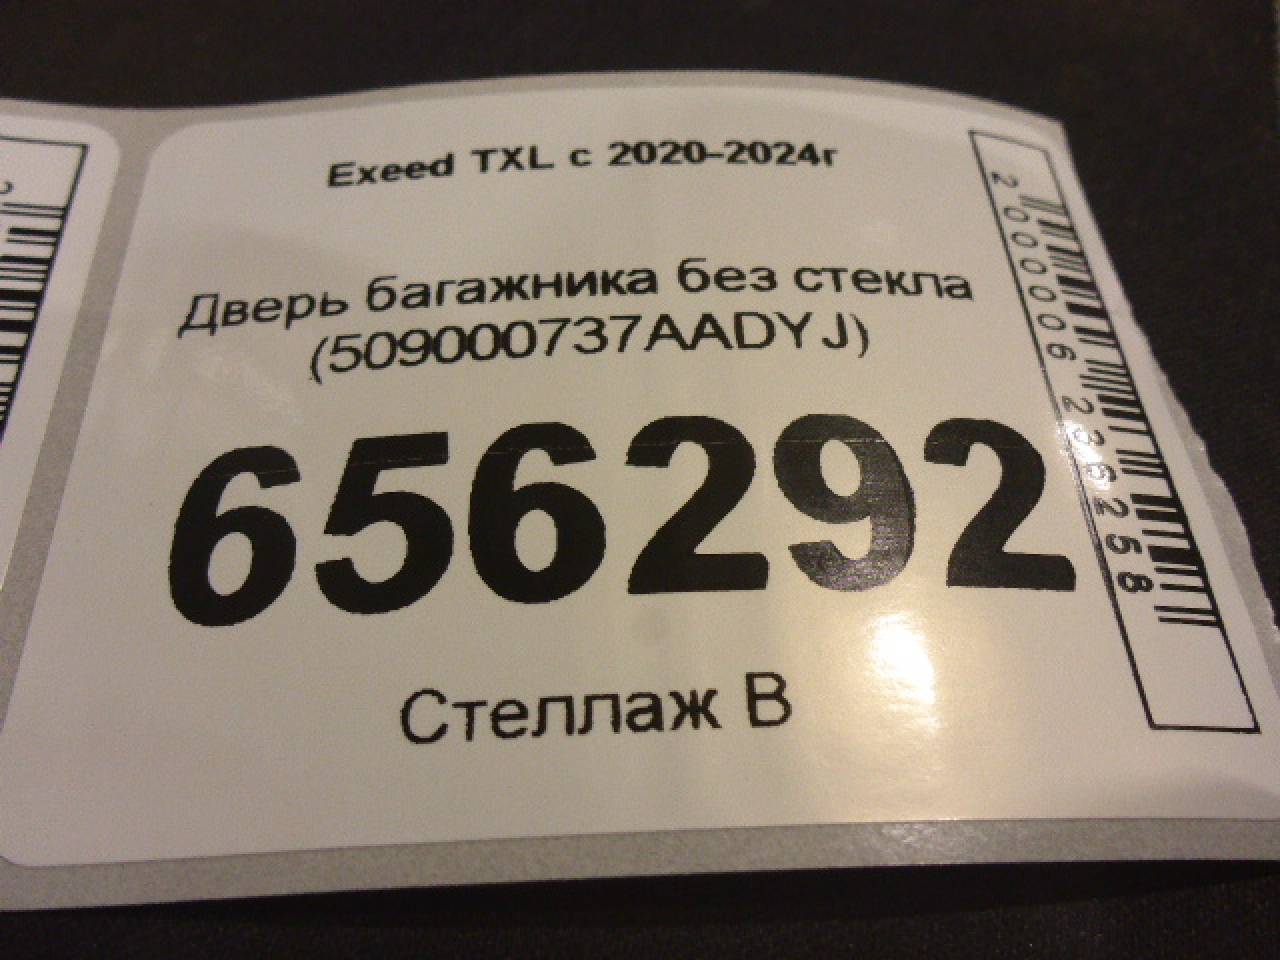 Exeed TXL с 2020-2024г
Дверь багажника без стекла
(509000737AADYJ)
656292
Стеллаж В
2000006236258